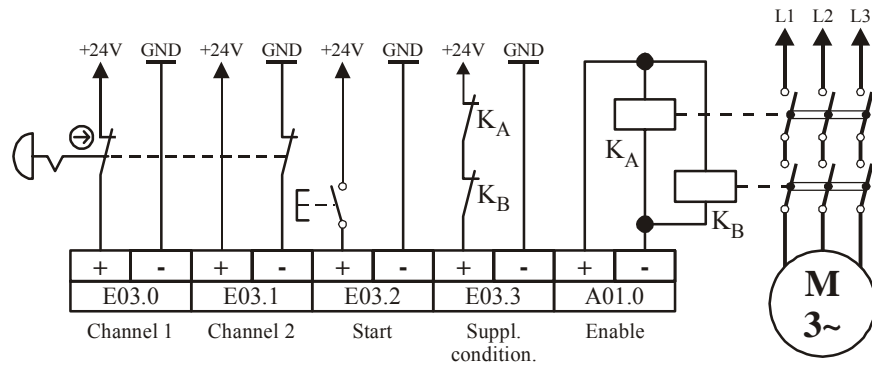 L1 L2 L3
+24V GND +24V GND +24V GND +24V GND
K_A
K_A
K_B
K_B
+ - + - + - + - + -
E03.0 E03.1 E03.2 E03.3 A01.0
M
3~
Channel 1 Channel 2 Start Suppl. Enable
condition.